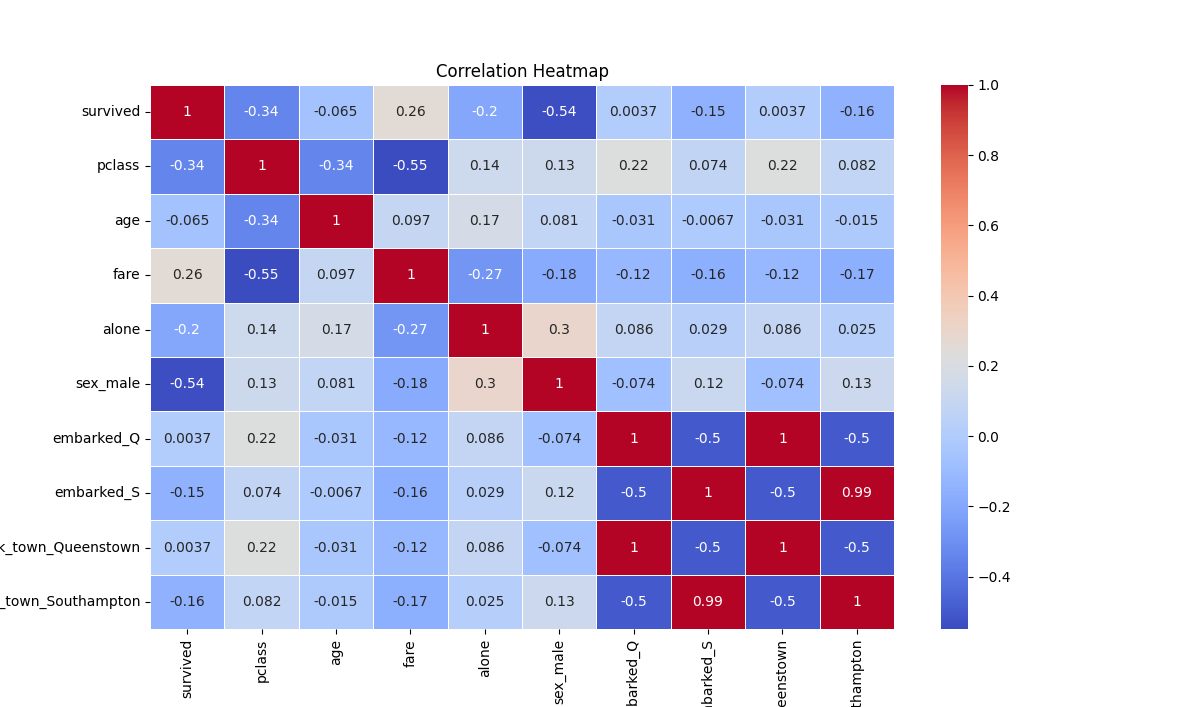 Correlation Heatmap
survived 1 -0.34 -0.065 0.26 -0.2 -0.54 0.0037 -0.15 0.0037 -0.16
pclass -0.34 1 -0.34 -0.55 0.14 0.13 0.22 0.074 0.22 0.082
age -0.065 -0.34 1 0.097 0.17 0.081 -0.031 -0.0067 -0.031 -0.015
fare 0.26 -0.55 0.097 1 -0.27 -0.18 -0.12 -0.16 -0.12 -0.17
alone -0.2 0.14 0.17 -0.27 1 0.3 0.086 0.029 0.086 0.025
sex_male -0.54 0.13 0.081 -0.18 0.3 1 -0.074 0.12 -0.074 0.13
embarked_Q 0.0037 0.22 -0.031 -0.12 0.086 -0.074 1 -0.5 1 -0.5
embarked_S -0.15 0.074 -0.0067 -0.16 0.029 0.12 -0.5 1 -0.5 0.99
k_town_Queenstown 0.0037 0.22 -0.031 -0.12 0.086 -0.074 1 -0.5 1 -0.5
_town_Southampton -0.16 0.082 -0.015 -0.17 0.025 0.13 -0.5 0.99 -0.5 1
survived pclass age fare alone sex_male barked_Q nbarked_S eenstown thampton
1.0
0.8
0.6
0.4
0.2
0.0
−0.2
−0.4